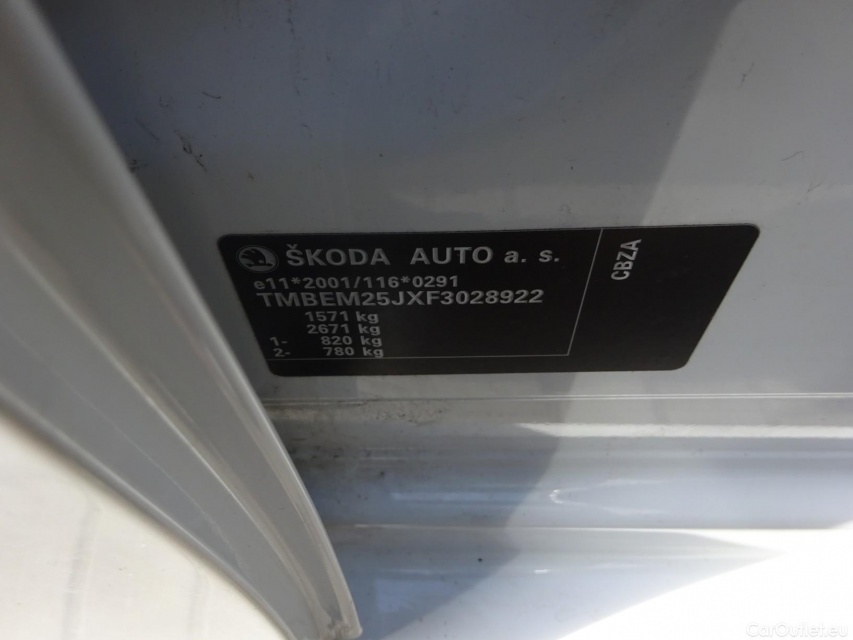 ŠKODA AUTO a. s.
e11*2001/116*0291
TMBEM25JXF3028922
1571 kg
2671 kg
1- 820 kg
2- 780 kg
CBZA
CarOutlet.eu